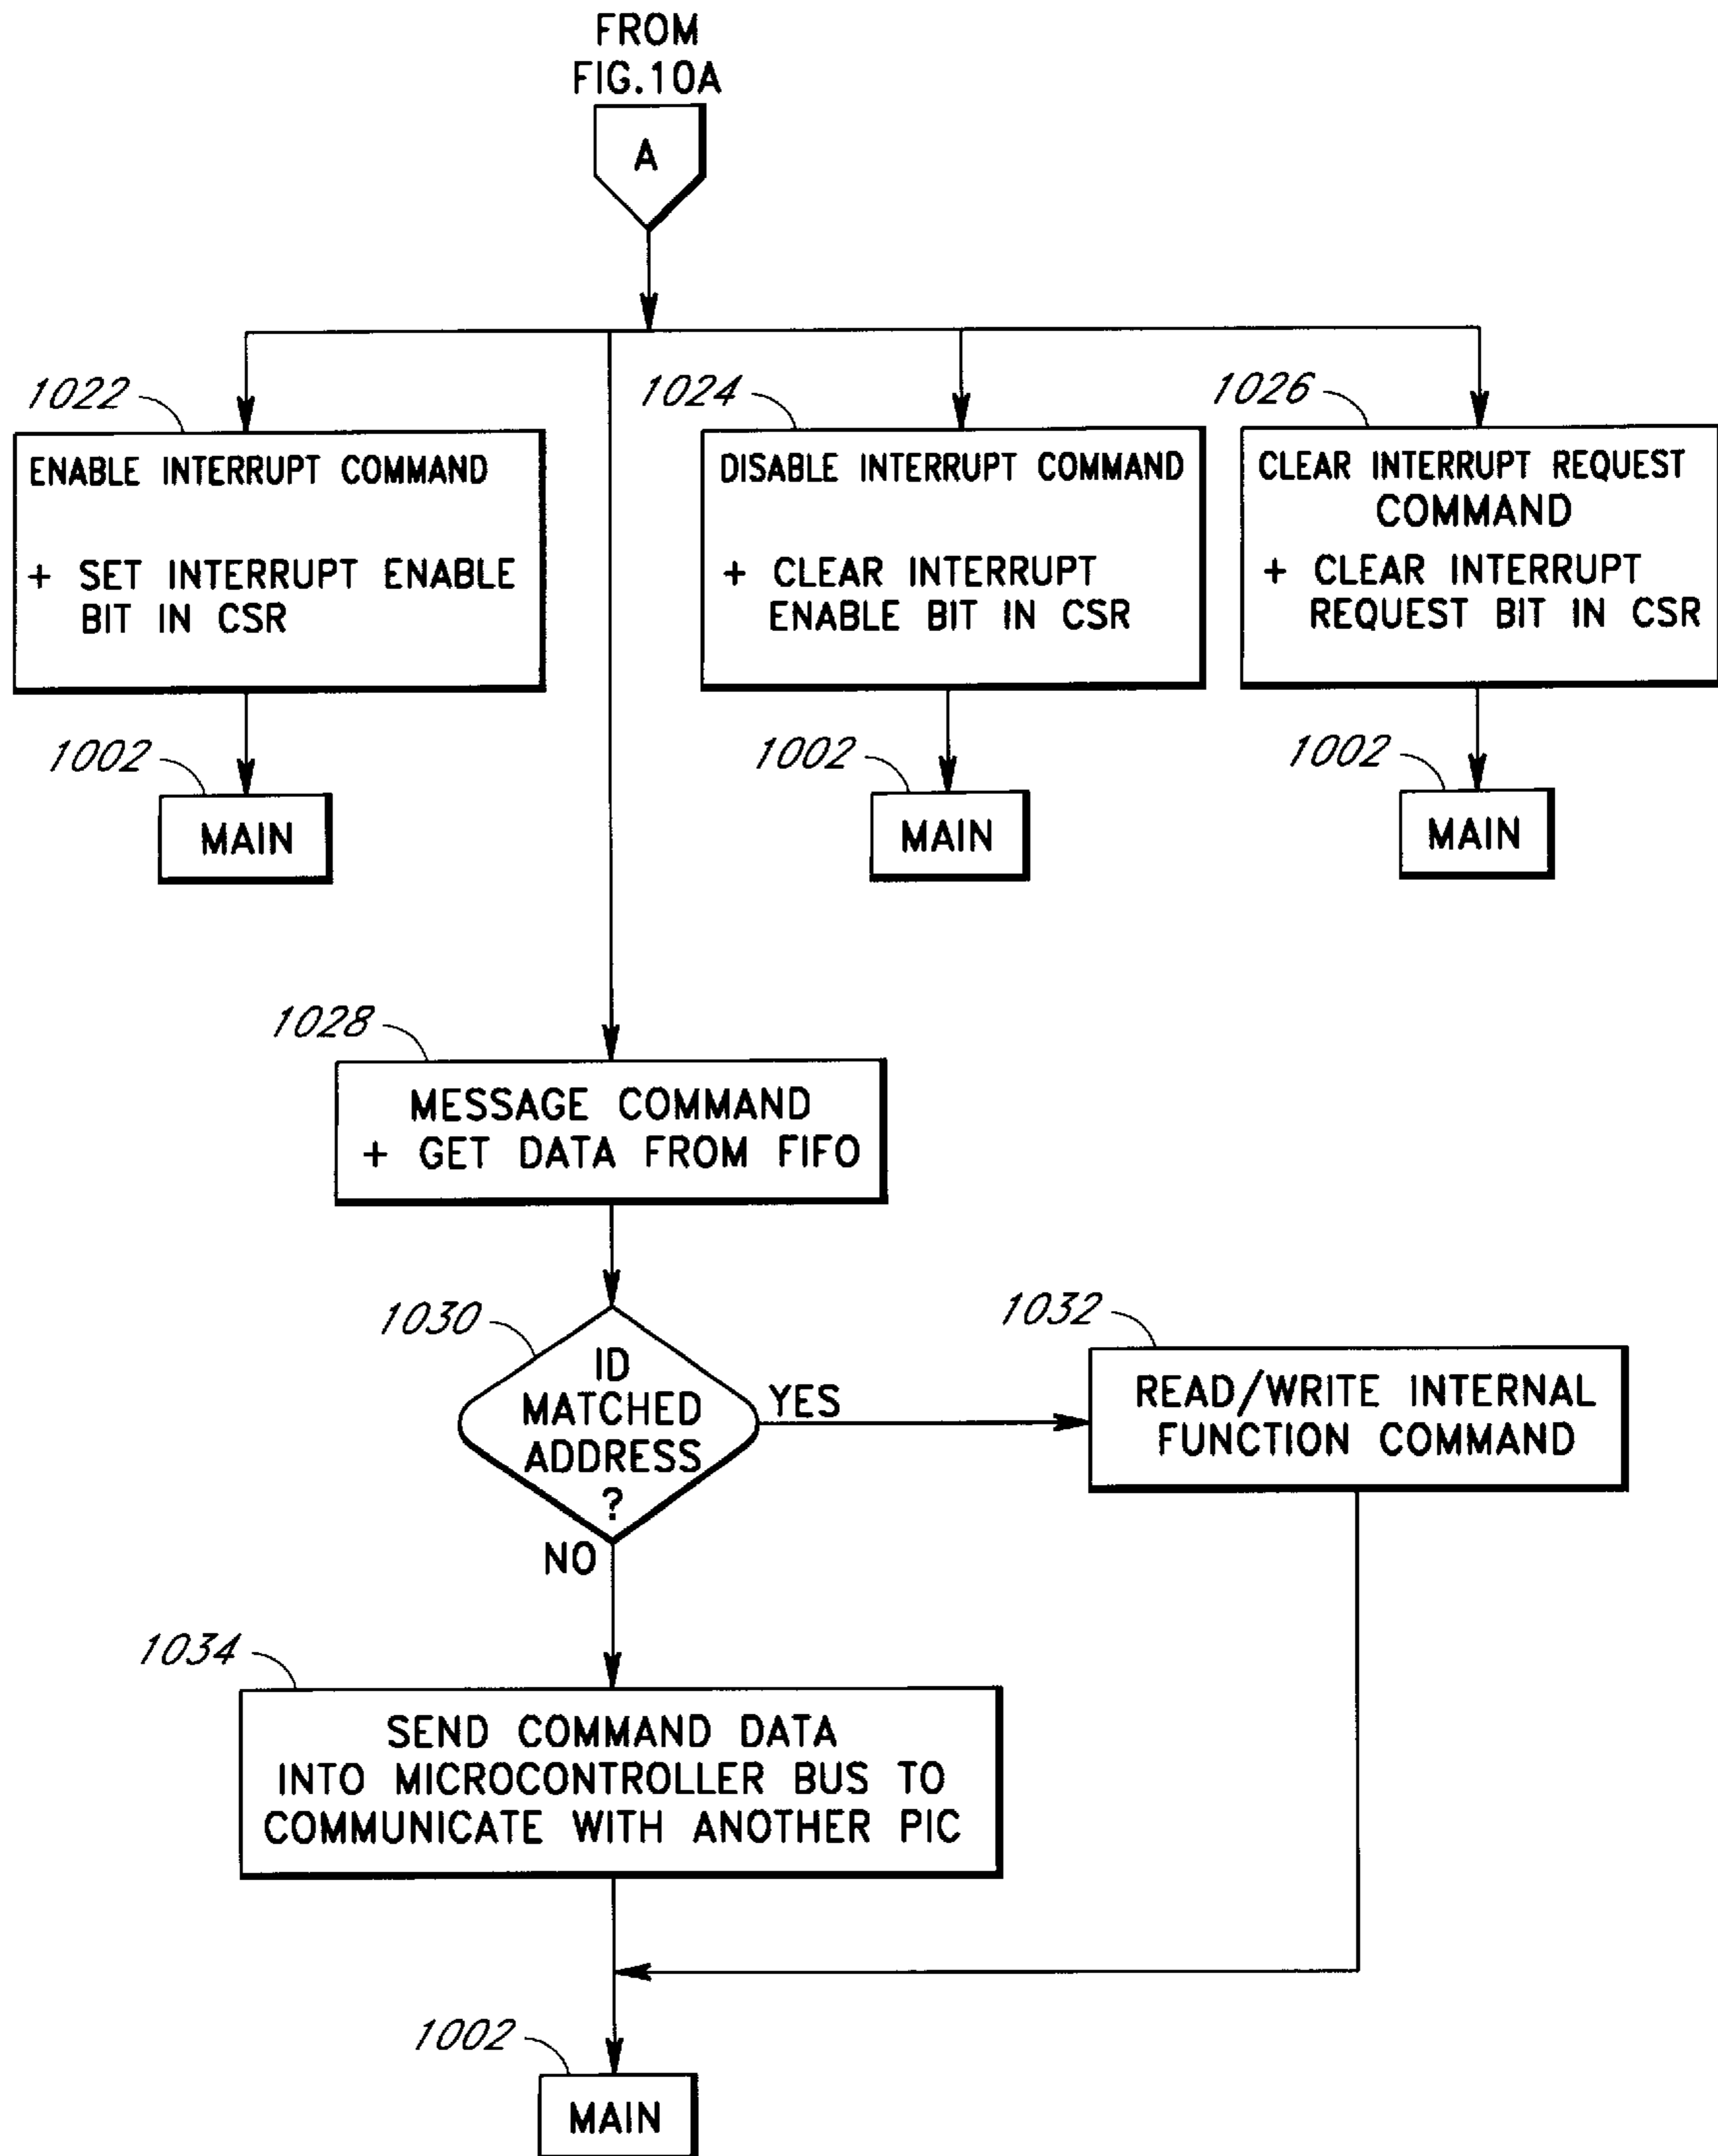 FROM
FIG.10A
A
1022
ENABLE INTERRUPT COMMAND
+ SET INTERRUPT ENABLE
BIT IN CSR
1002
MAIN
1024
DISABLE INTERRUPT COMMAND
+ CLEAR INTERRUPT
ENABLE BIT IN CSR
1002
MAIN
1026
CLEAR INTERRUPT REQUEST
COMMAND
+ CLEAR INTERRUPT
REQUEST BIT IN CSR
1002
MAIN
1028
MESSAGE COMMAND
+ GET DATA FROM FIFO
1030
ID
MATCHED
ADDRESS
?
YES
NO
1032
READ/WRITE INTERNAL
FUNCTION COMMAND
1034
SEND COMMAND DATA
INTO MICROCONTROLLER BUS TO
COMMUNICATE WITH ANOTHER PIC
1002
MAIN